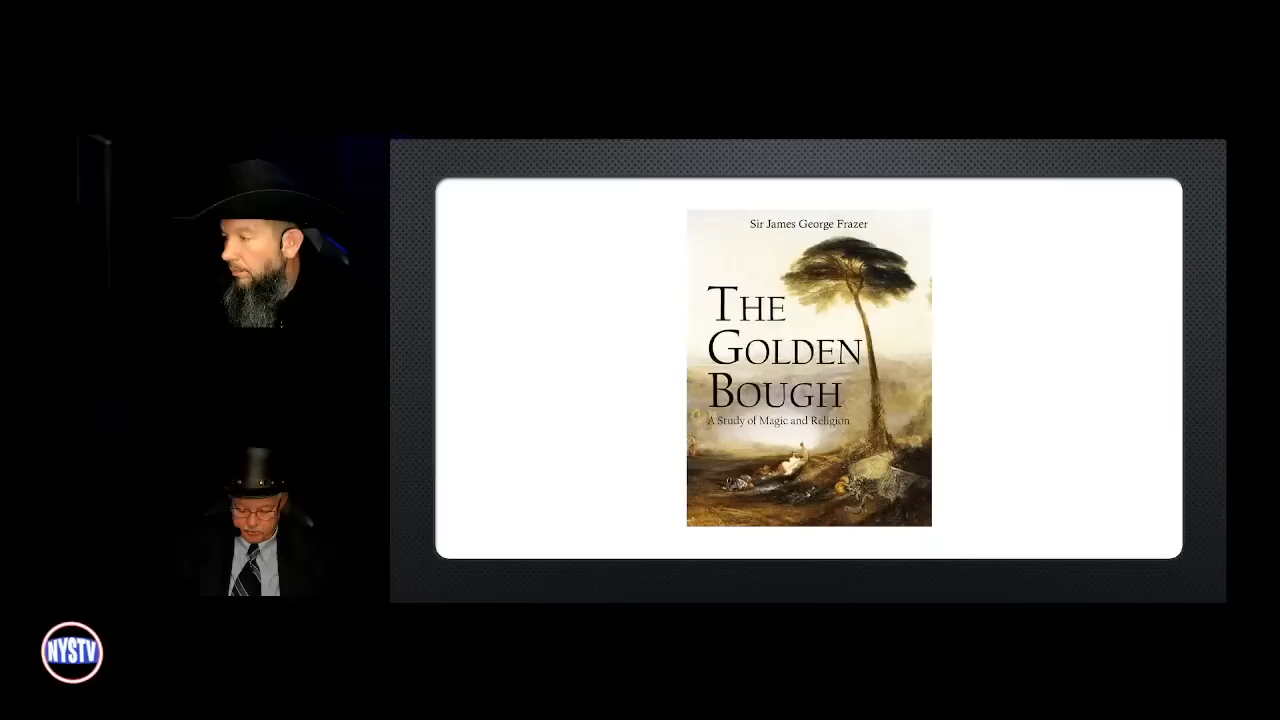 Sir James George Frazer
THE
GOLDEN
BOUGH
A Study of Magic and Religion
NYSTV